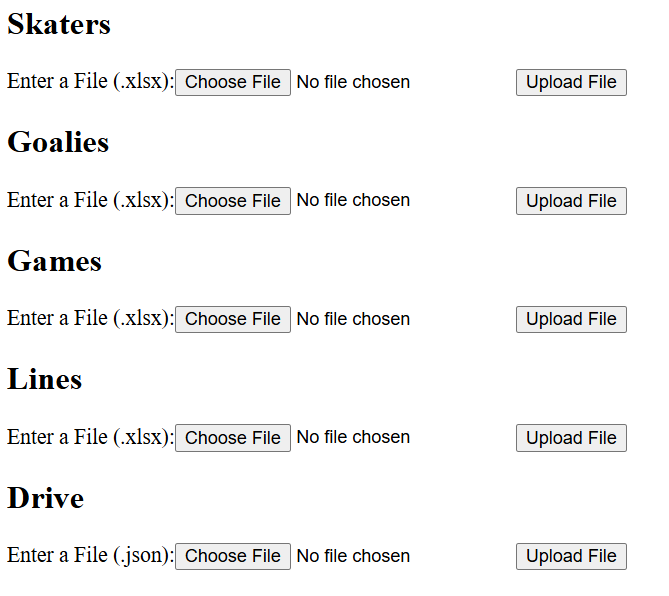 Skaters
Enter a File (.xlsx): Choose File No file chosen Upload File
Goalies
Enter a File (.xlsx): Choose File No file chosen Upload File
Games
Enter a File (.xlsx): Choose File No file chosen Upload File
Lines
Enter a File (.xlsx): Choose File No file chosen Upload File
Drive
Enter a File (.json): Choose File No file chosen Upload File